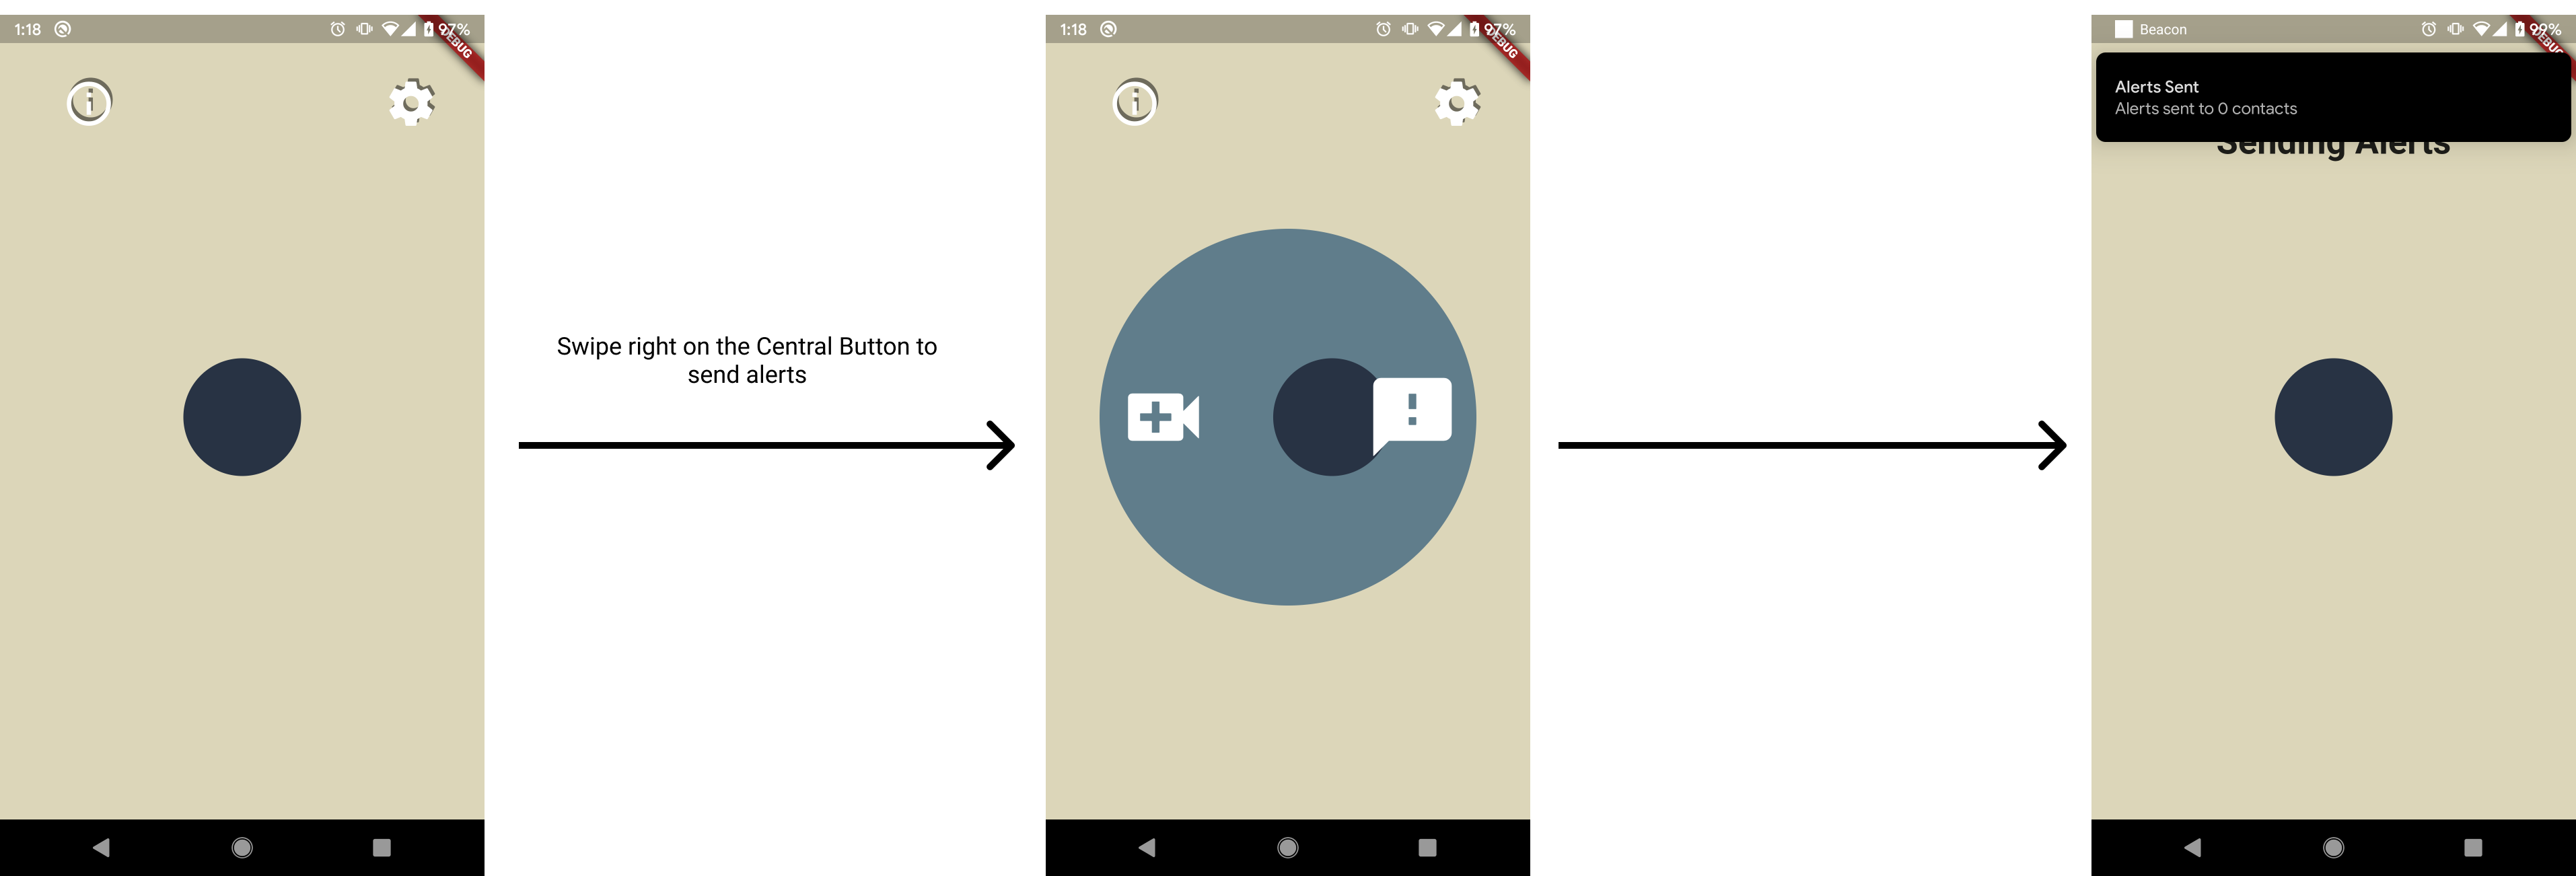 1:18
97%
DEBUG
Swipe right on the Central Button to
send alerts
1:18
97%
DEBUG
Beacon
99%
DEBUG
Alerts Sent
Alerts sent to 0 contacts
Sending Alerts